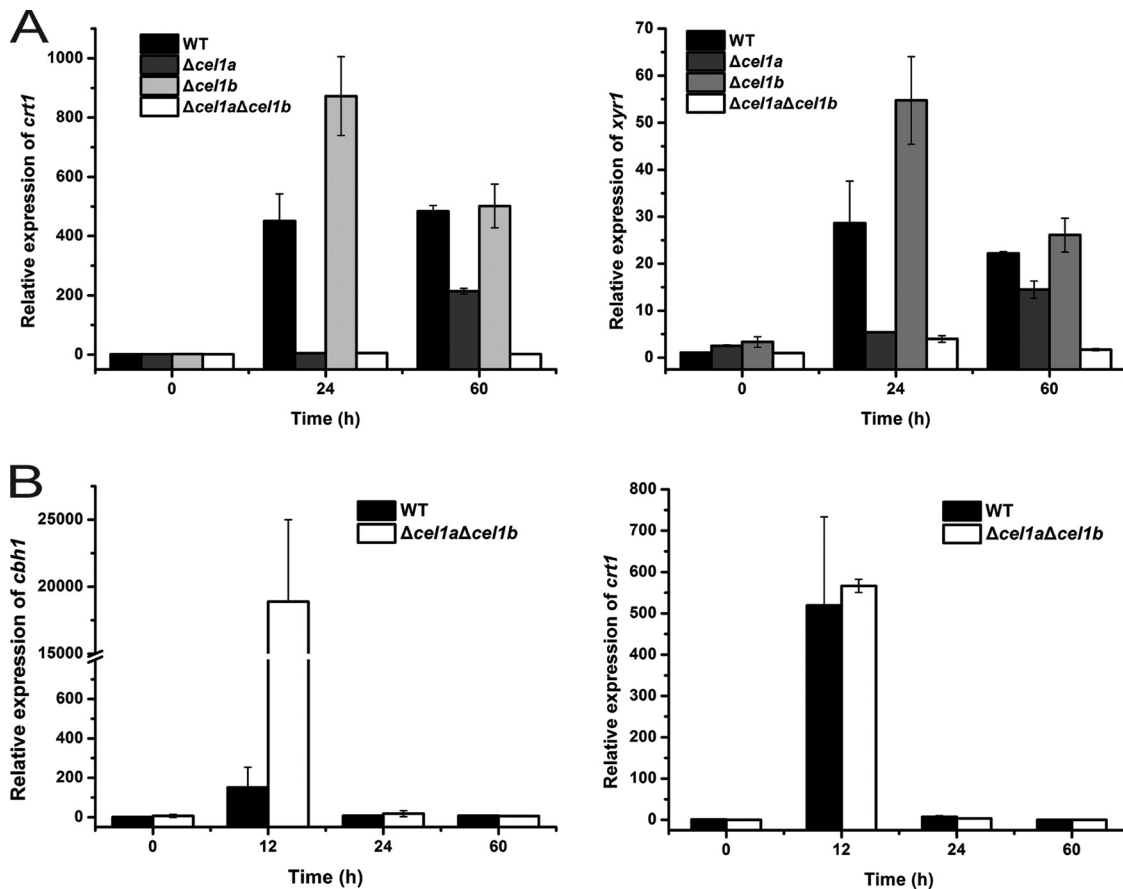 A
Relative expression of crt1
1000
800
600
400
200
0
WT
Δcel1a
Δcel1b
Δcel1aΔcel1b
0 24 60
Time (h)
Relative expression of xyr1
70
60
50
40
30
20
10
0
WT
Δcel1a
Δcel1b
Δcel1aΔcel1b
0 24 60
Time (h)
B
Relative expression of cbh1
25000
20000
15000
600
400
200
0
WT
Δcel1aΔcel1b
0 12 24 60
Time (h)
Relative expression of crt1
800
700
600
500
400
300
200
100
0
WT
Δcel1aΔcel1b
0 12 24 60
Time (h)